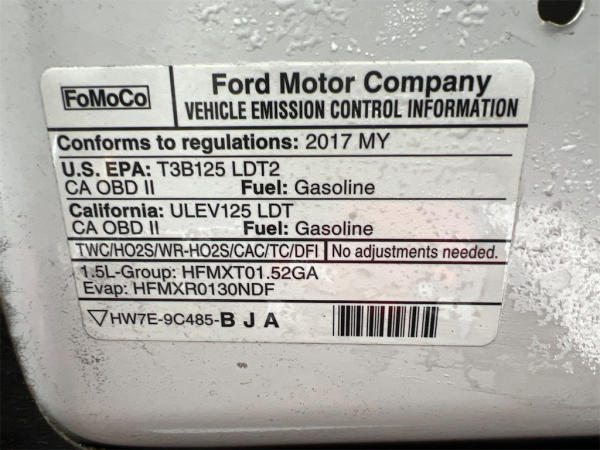 FoMoCo
Ford Motor Company
VEHICLE EMISSION CONTROL INFORMATION
Conforms to regulations: 2017 MY
U.S. EPA: T3B125 LDT2
CA OBD II Fuel: Gasoline
California: ULEV125 LDT
CA OBD II Fuel: Gasoline
TWC/HO2S/WR-HO2S/CAC/TC/DFI No adjustments needed.
1.5L-Group: HFMXT01.52GA
Evap: HFMXR0130NDF
HW7E-9C485-BJA